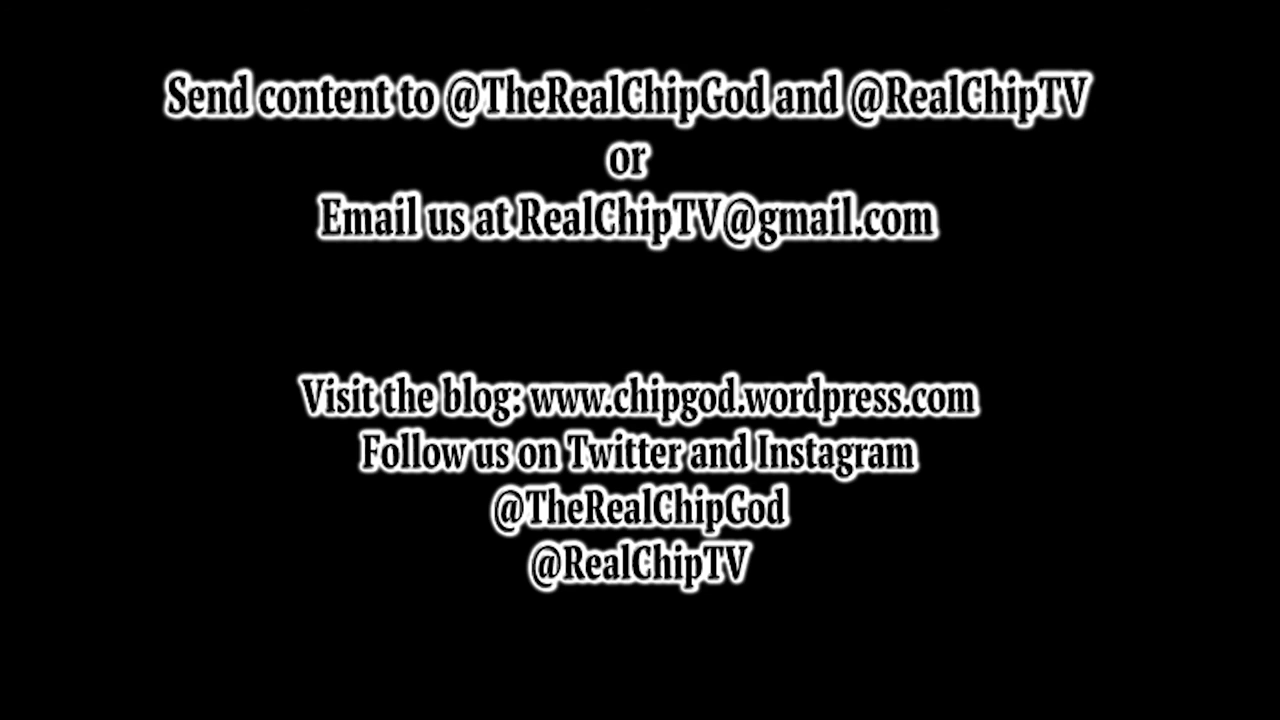 Send content to @TheRealChipGod and @RealChipTV
or
Email us at RealChipTV@gmail.com
Visit the blog: www.chipgod.wordpress.com
Follow us on Twitter and Instagram
@TheRealChipGod
@RealChipTV